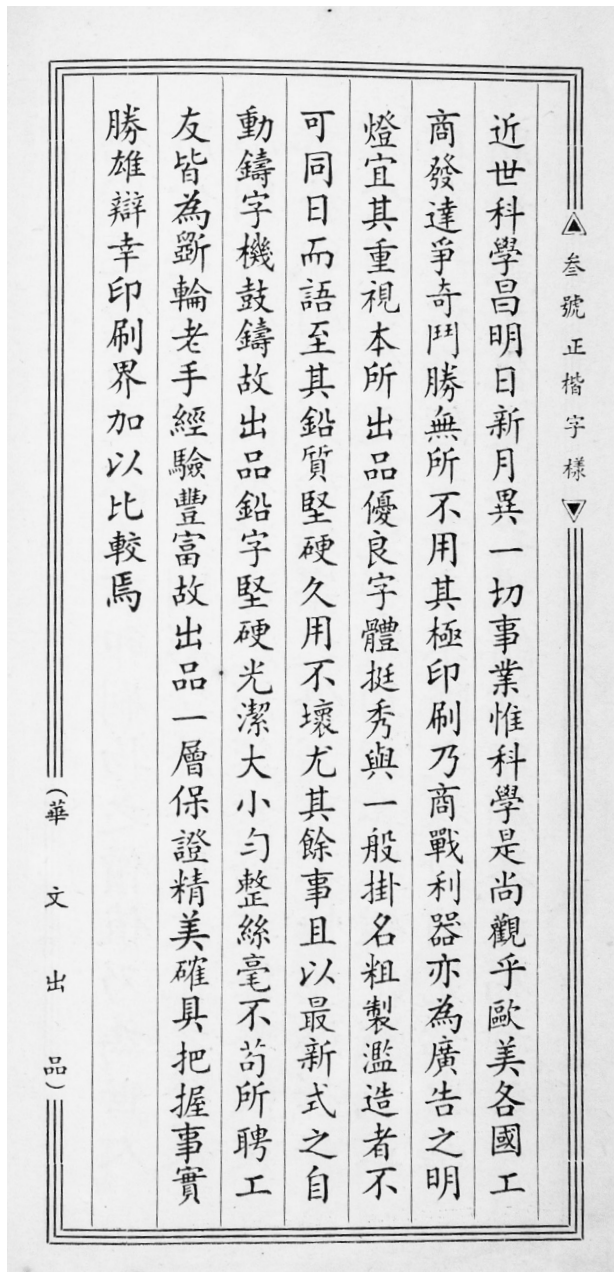 叁號正楷字樣
近世科學昌明日新月異一切事業惟科學是尚觀乎歐美各國工
商發達爭奇鬥勝無所不用其極印刷乃商戰利器亦為廣告之明
燈宜其重視本所出品優良字體挺秀與一般掛名粗製濫造者不
可同日而語至其鉛質堅硬久用不壞尤其餘事且以最新式之自
動鑄字機鼓鑄故出品鉛字堅硬光潔大小勻整絲毫不苟所聘工
友皆為斲輪老手經驗豐富故出品一層保證精美確具把握事實
勝雄辯幸印刷界加以比較焉
（華文出品）